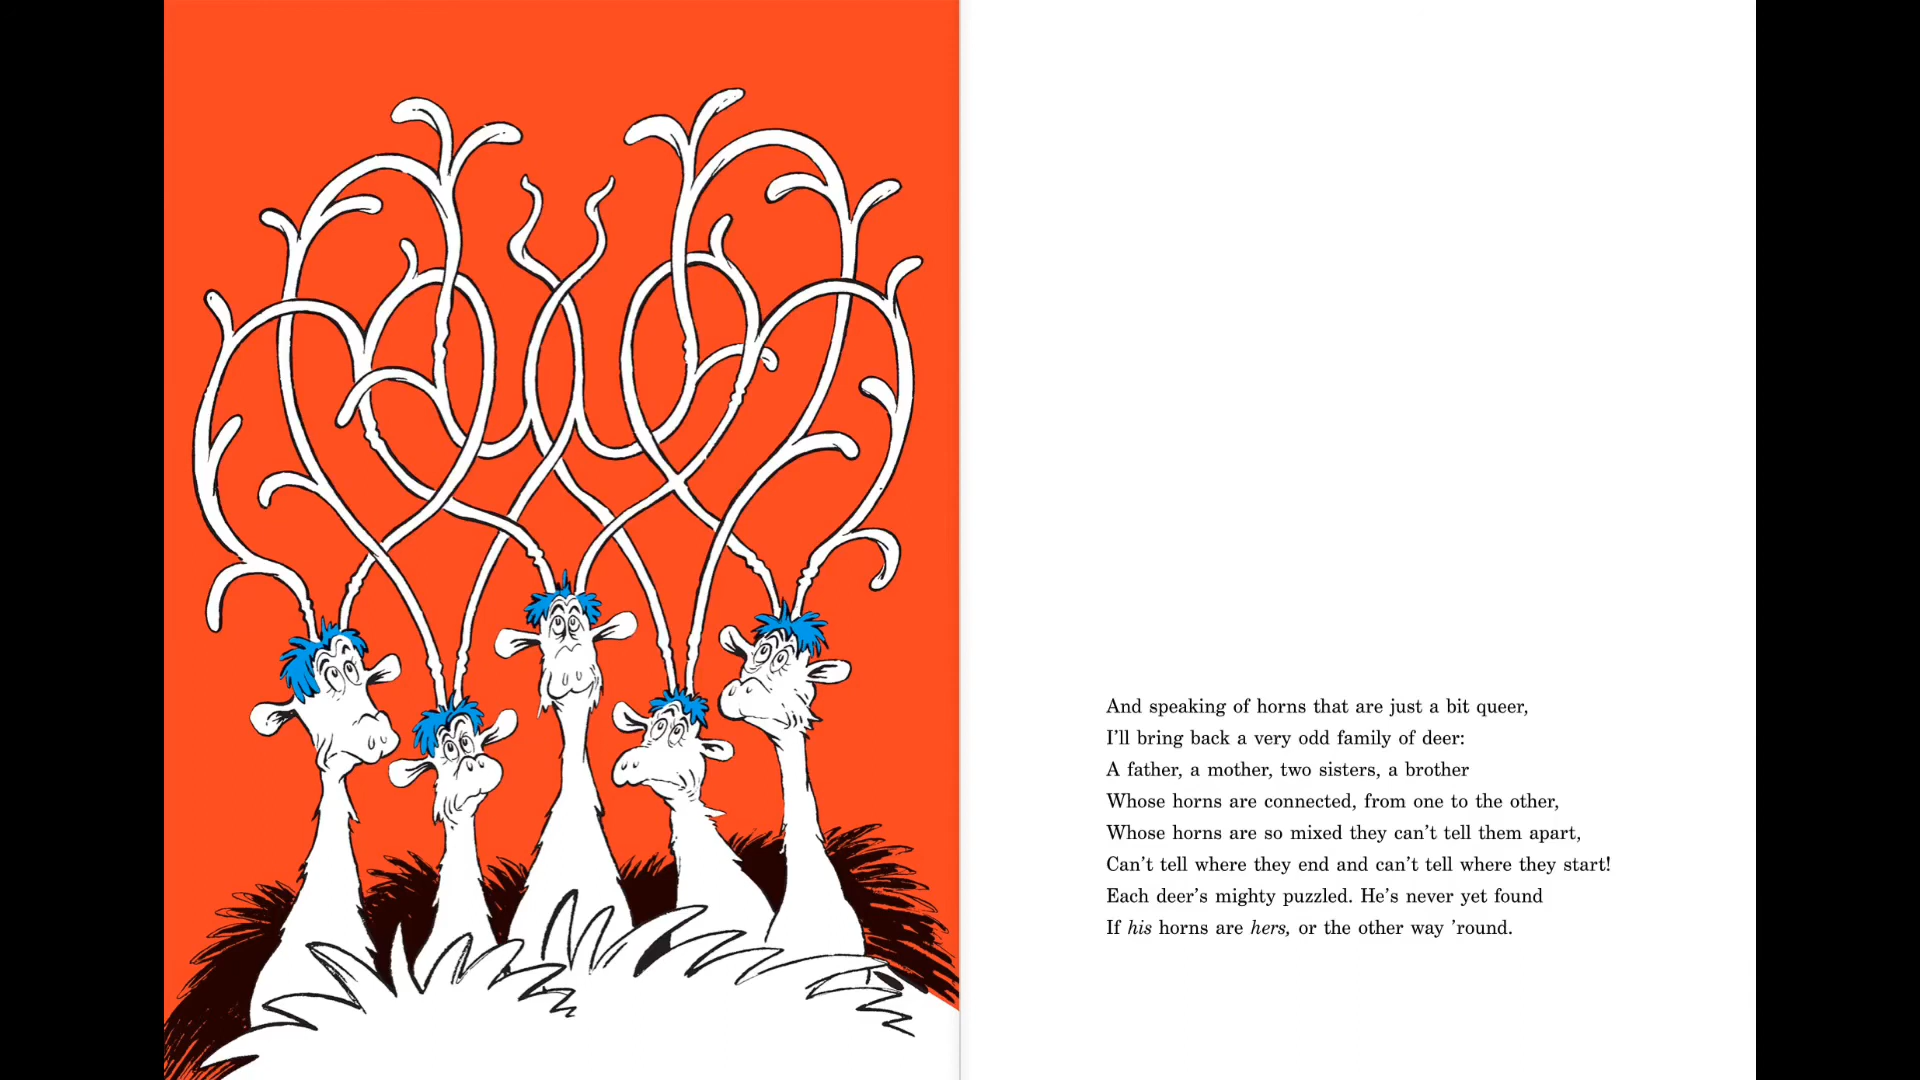 And speaking of horns that are just a bit queer,
I’ll bring back a very odd family of deer:
A father, a mother, two sisters, a brother
Whose horns are connected, from one to the other,
Whose horns are so mixed they can’t tell them apart,
Can’t tell where they end and can’t tell where they start!
Each deer’s mighty puzzled. He’s never yet found
If his horns are hers, or the other way ’round.